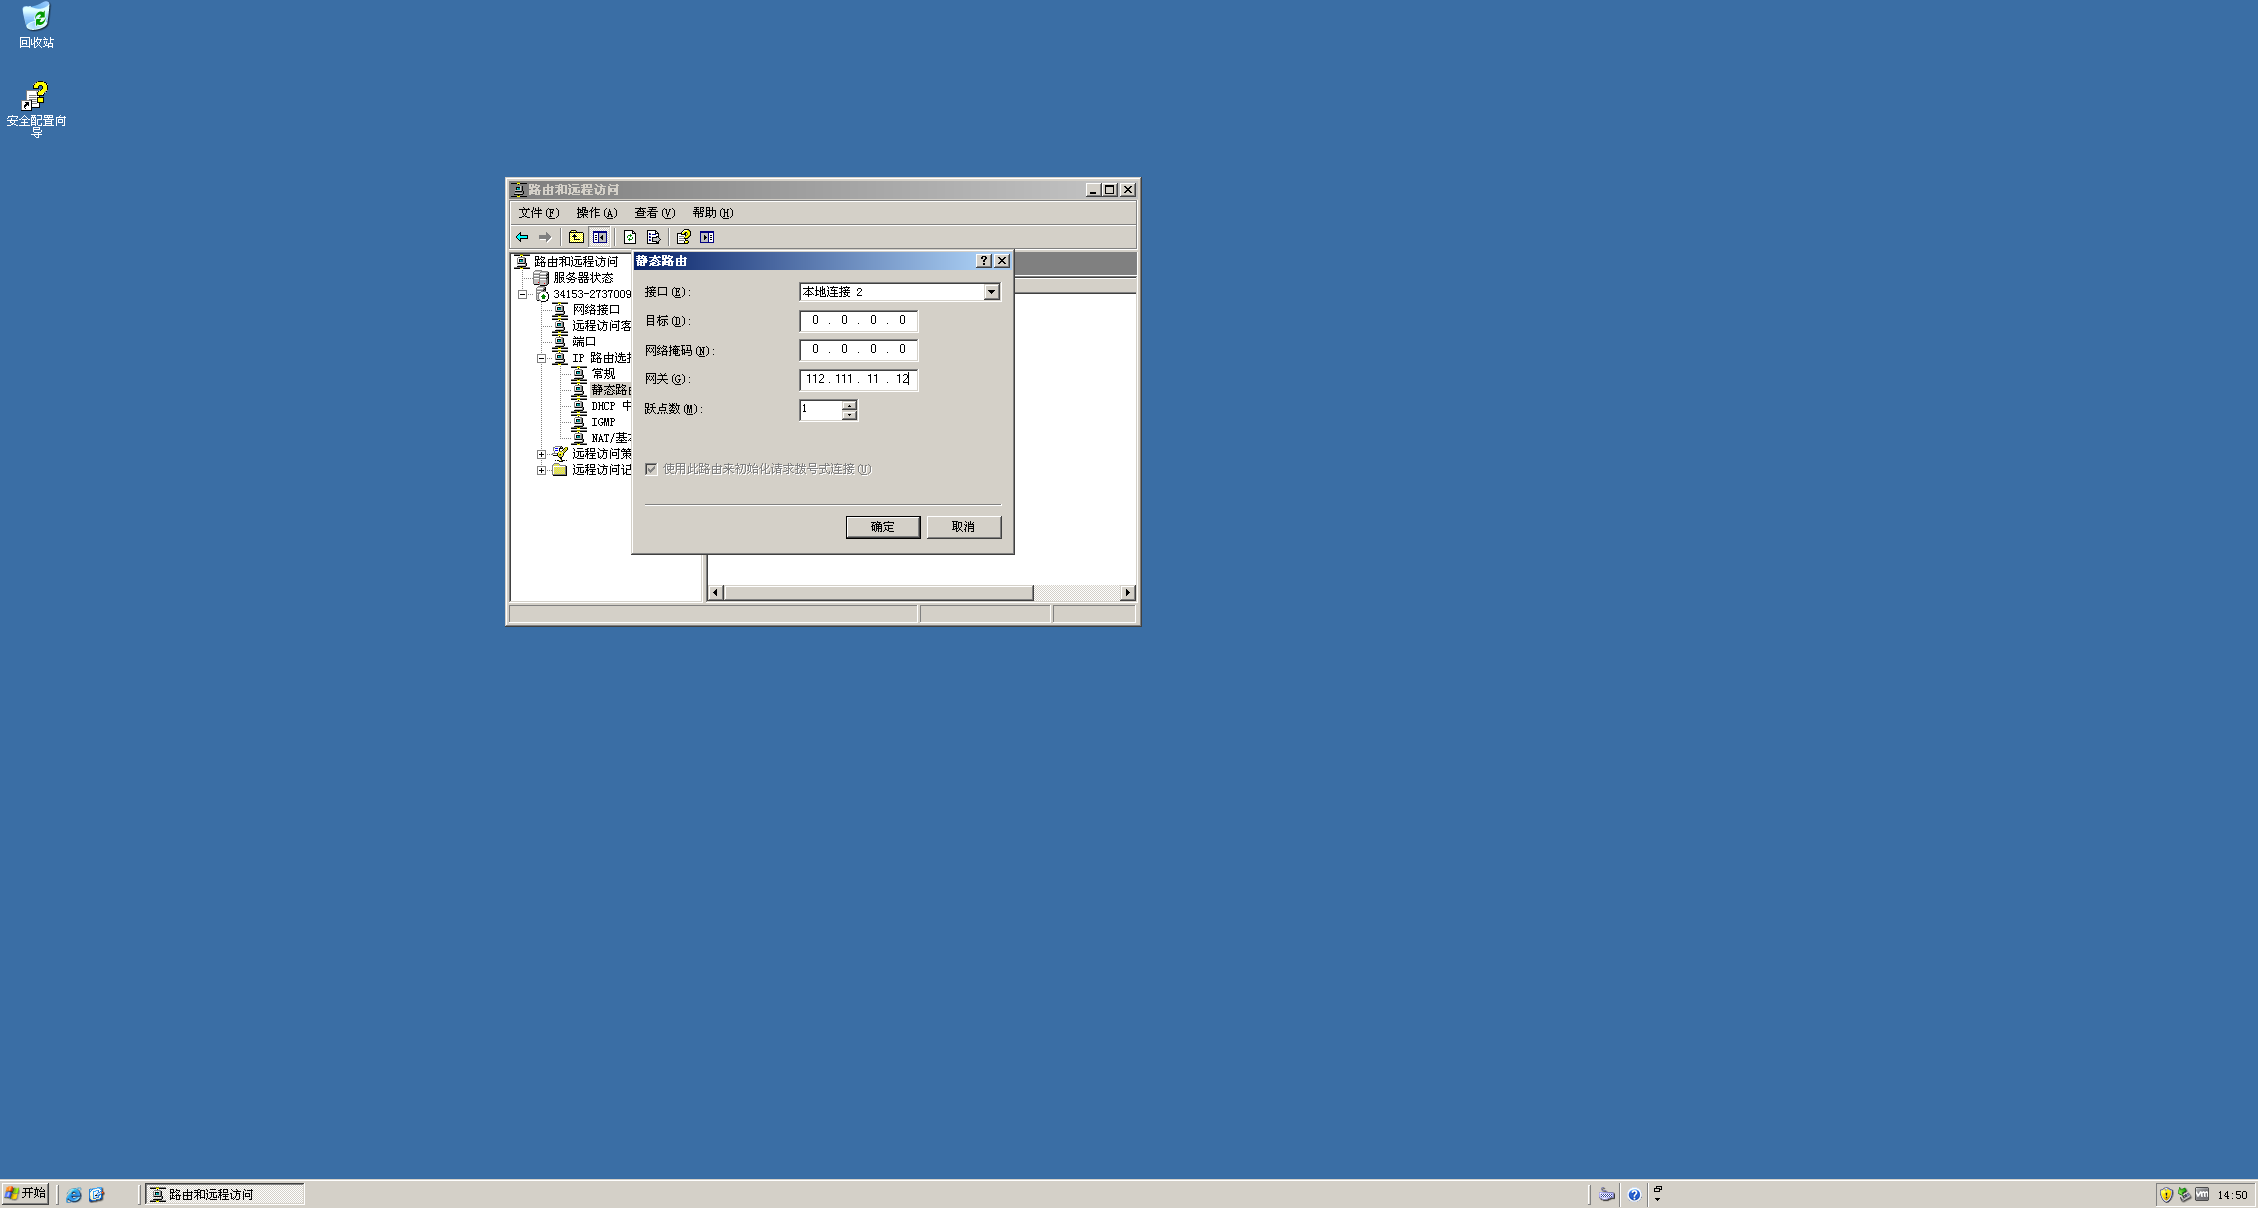 回收站
安全配置向
导
路由和远程访问
文件(F) 操作(A) 查看(V) 帮助(H)
路由和远程访问
服务器状态
34153-2737009
网络接口
远程访问客
端口
IP 路由选择
常规
静态路由
DHCP 中
IGMP
NAT/基本
远程访问策
远程访问记
静态路由
接口(E): 本地连接 2
目标(D): 0 . 0 . 0 . 0
网络掩码(N): 0 . 0 . 0 . 0
网关(G): 112 . 111 . 11 . 12
跃点数(M): 1
使用此路由来初始化请求拨号式连接(U)
确定 取消
开始 路由和远程访问 14:50